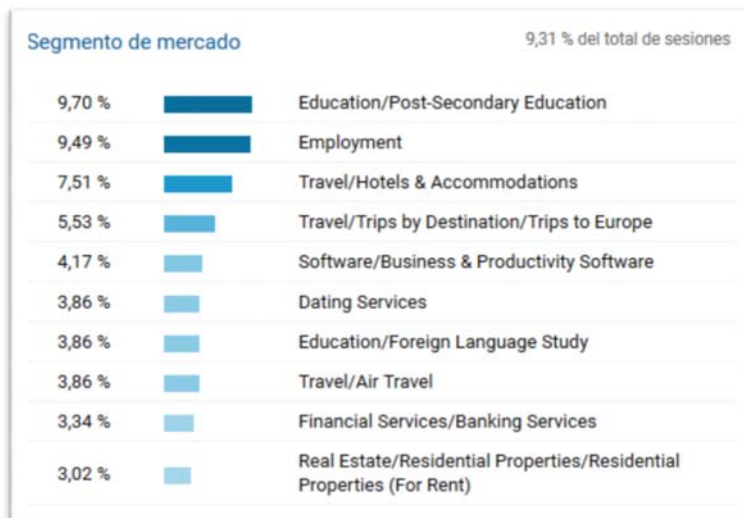 Segmento de mercado 9,31 % del total de sesiones
9,70 % Education/Post-Secondary Education
9,49 % Employment
7,51 % Travel/Hotels & Accommodations
5,53 % Travel/Trips by Destination/Trips to Europe
4,17 % Software/Business & Productivity Software
3,86 % Dating Services
3,86 % Education/Foreign Language Study
3,86 % Travel/Air Travel
3,34 % Financial Services/Banking Services
3,02 % Real Estate/Residential Properties/Residential
Properties (For Rent)